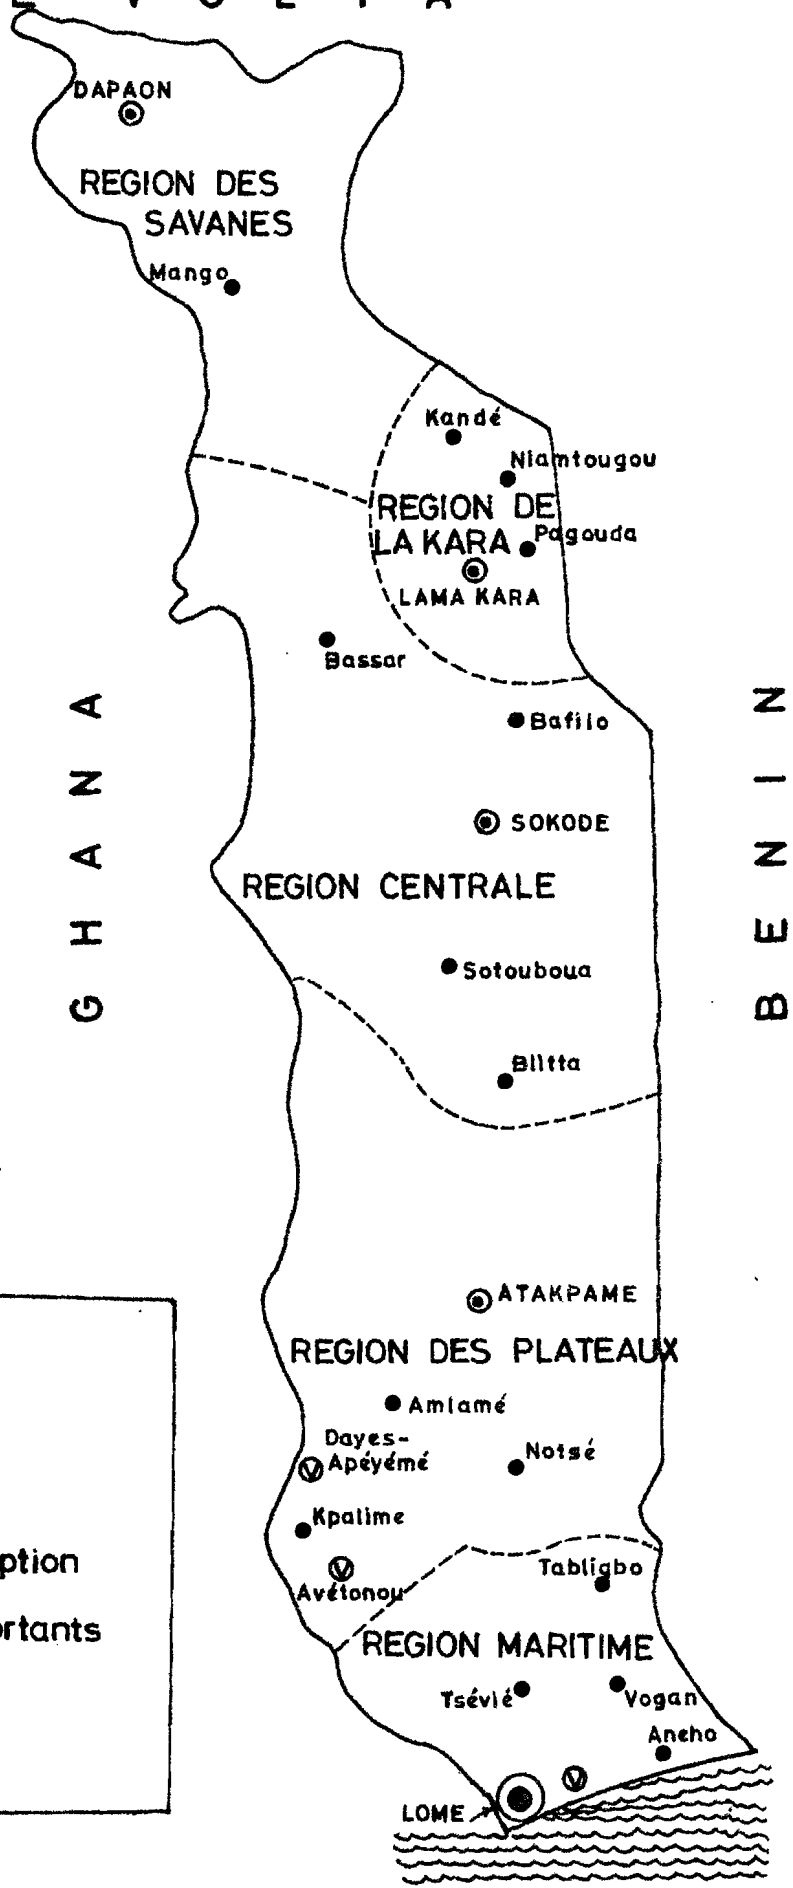 V O L T A
DAPAON
REGION DES
SAVANES
Mango
Kandé
Niamtougou
REGION DE
LA KARA
Pagouda
LAMA KARA
Bassar
Bafilo
GHANA
BENIN
SOKODE
REGION CENTRALE
Sotouboua
Blitta
ATAKPAME
REGION DES PLATEAUX
Amlamé
Dayes-
Apéyémé
Notsé
Kpalime
V
V
Avétonou
ption
rtants
Tabligbo
REGION MARITIME
Tsévié
Vogan
Aneho
V
LOME